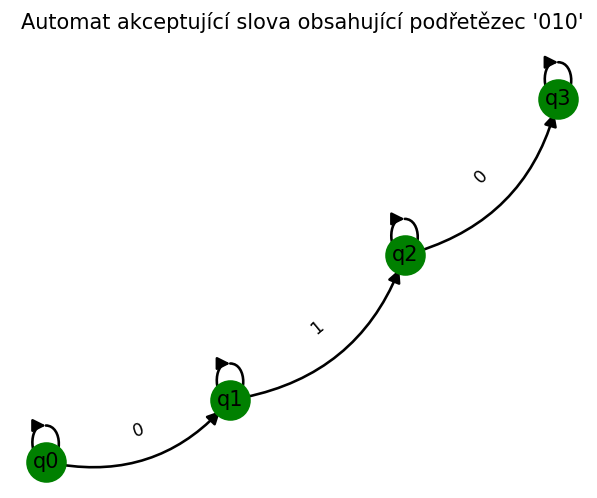 Automat akceptující slova obsahující podřetězec '010'
q3
0
q2
1
q1
0
q0